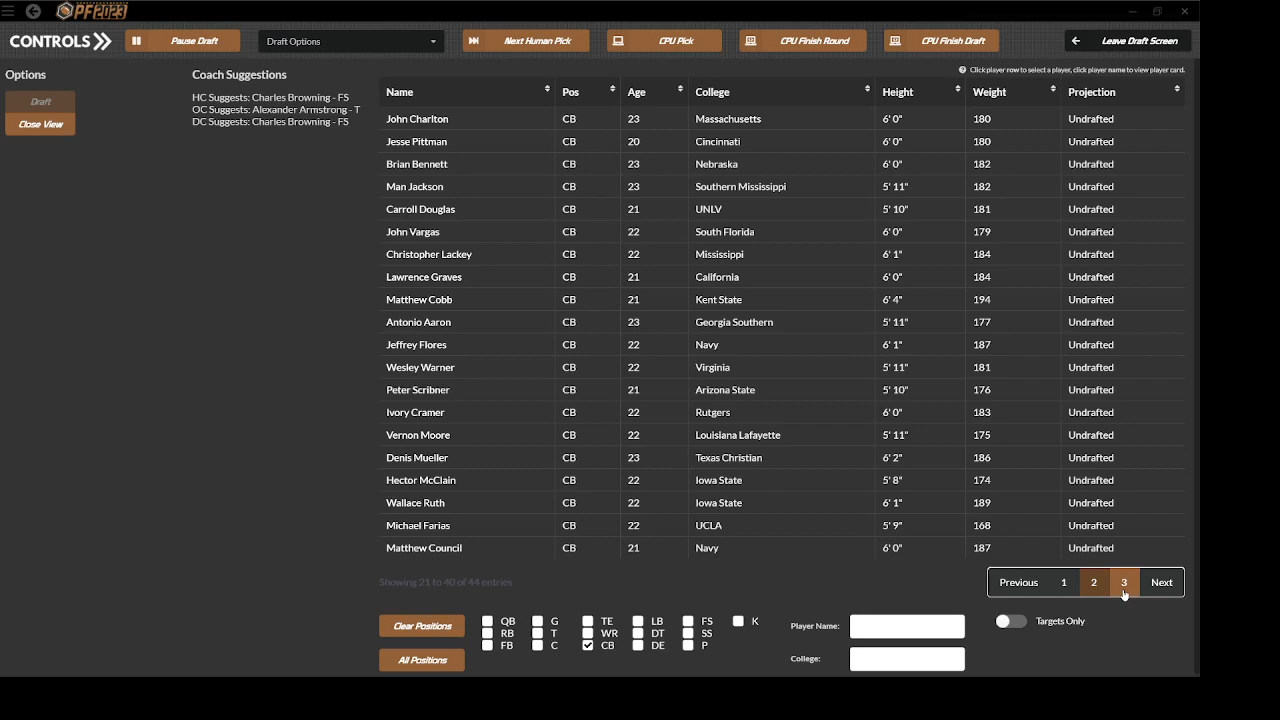 PF2023
CONTROLS
Pause Draft
Draft Options
Next Human Pick
CPU Pick
CPU Finish Round
CPU Finish Draft
Leave Draft Screen
Options
Draft
Close View
Coach Suggestions
HC Suggests: Charles Browning - FS
OC Suggests: Alexander Armstrong - T
DC Suggests: Charles Browning - FS
Click player row to select a player, click player name to view player card.
Name Pos Age College Height Weight Projection
John Charlton CB 23 Massachusetts 6' 0" 180 Undrafted
Jesse Pittman CB 20 Cincinnati 6' 0" 180 Undrafted
Brian Bennett CB 23 Nebraska 6' 0" 182 Undrafted
Man Jackson CB 23 Southern Mississippi 5' 11" 182 Undrafted
Carroll Douglas CB 21 UNLV 5' 10" 181 Undrafted
John Vargas CB 22 South Florida 6' 0" 179 Undrafted
Christopher Lackey CB 22 Mississippi 6' 1" 184 Undrafted
Lawrence Graves CB 21 California 6' 0" 184 Undrafted
Matthew Cobb CB 21 Kent State 6' 4" 194 Undrafted
Antonio Aaron CB 23 Georgia Southern 5' 11" 177 Undrafted
Jeffrey Flores CB 22 Navy 6' 1" 187 Undrafted
Wesley Warner CB 22 Virginia 5' 11" 181 Undrafted
Peter Scribner CB 21 Arizona State 5' 10" 176 Undrafted
Ivory Cramer CB 22 Rutgers 6' 0" 183 Undrafted
Vernon Moore CB 22 Louisiana Lafayette 5' 11" 175 Undrafted
Denis Mueller CB 23 Texas Christian 6' 2" 186 Undrafted
Hector McClain CB 22 Iowa State 5' 8" 174 Undrafted
Wallace Ruth CB 22 Iowa State 6' 1" 189 Undrafted
Michael Farias CB 22 UCLA 5' 9" 168 Undrafted
Matthew Council CB 21 Navy 6' 0" 187 Undrafted
Showing 21 to 40 of 44 entries
Previous 1 2 3 Next
Clear Positions
All Positions
QB G TE LB FS K
RB T WR DT SS
FB C CB DE P
Player Name:
College:
Targets Only